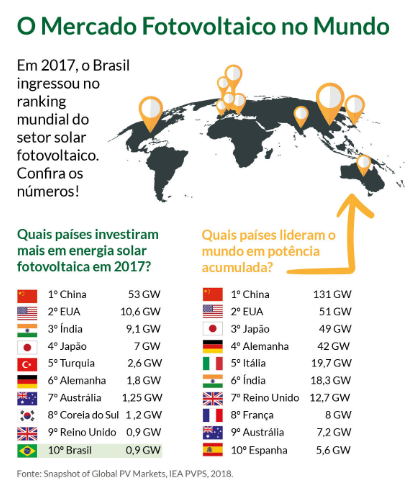 O Mercado Fotovoltaico no Mundo
Em 2017, o Brasil
ingressou no
ranking
mundial do
setor solar
fotovoltaico.
Confira os
números!
Quais países investiram
mais em energia solar
fotovoltaica em 2017?
1º China 53 GW
2º EUA 10,6 GW
3º Índia 9,1 GW
4º Japão 7 GW
5º Turquia 2,6 GW
6º Alemanha 1,8 GW
7º Austrália 1,25 GW
8º Coreia do Sul 1,2 GW
9º Reino Unido 0,9 GW
10º Brasil 0,9 GW
Quais países lideram o
mundo em potência
acumulada?
1º China 131 GW
2º EUA 51 GW
3º Japão 49 GW
4º Alemanha 42 GW
5º Itália 19,7 GW
6º Índia 18,3 GW
7º Reino Unido 12,7 GW
8º França 8 GW
9º Austrália 7,2 GW
10º Espanha 5,6 GW
Fonte: Snapshot of Global PV Markets, IEA PVPS, 2018.